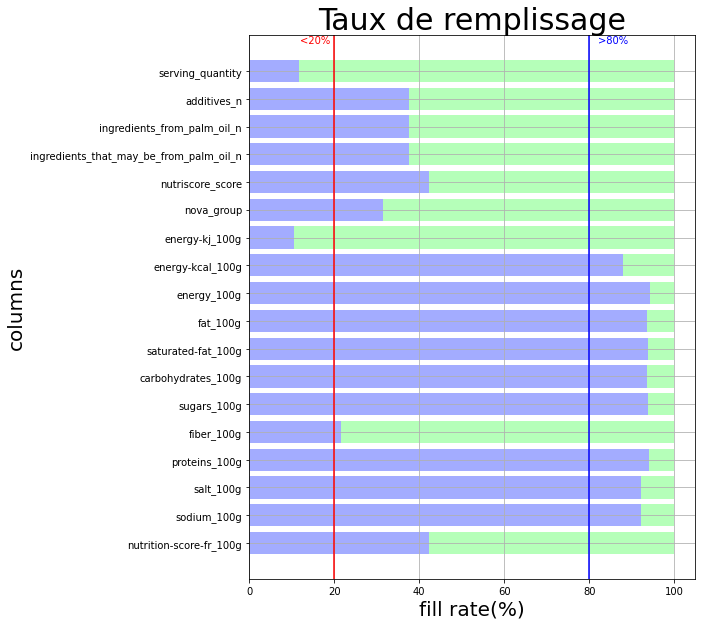 Taux de remplissage
<20%
>80%
serving_quantity
additives_n
ingredients_from_palm_oil_n
ingredients_that_may_be_from_palm_oil_n
nutriscore_score
nova_group
energy-kj_100g
energy-kcal_100g
energy_100g
fat_100g
saturated-fat_100g
carbohydrates_100g
sugars_100g
fiber_100g
proteins_100g
salt_100g
sodium_100g
nutrition-score-fr_100g
columns
0 20 40 60 80 100
fill rate(%)